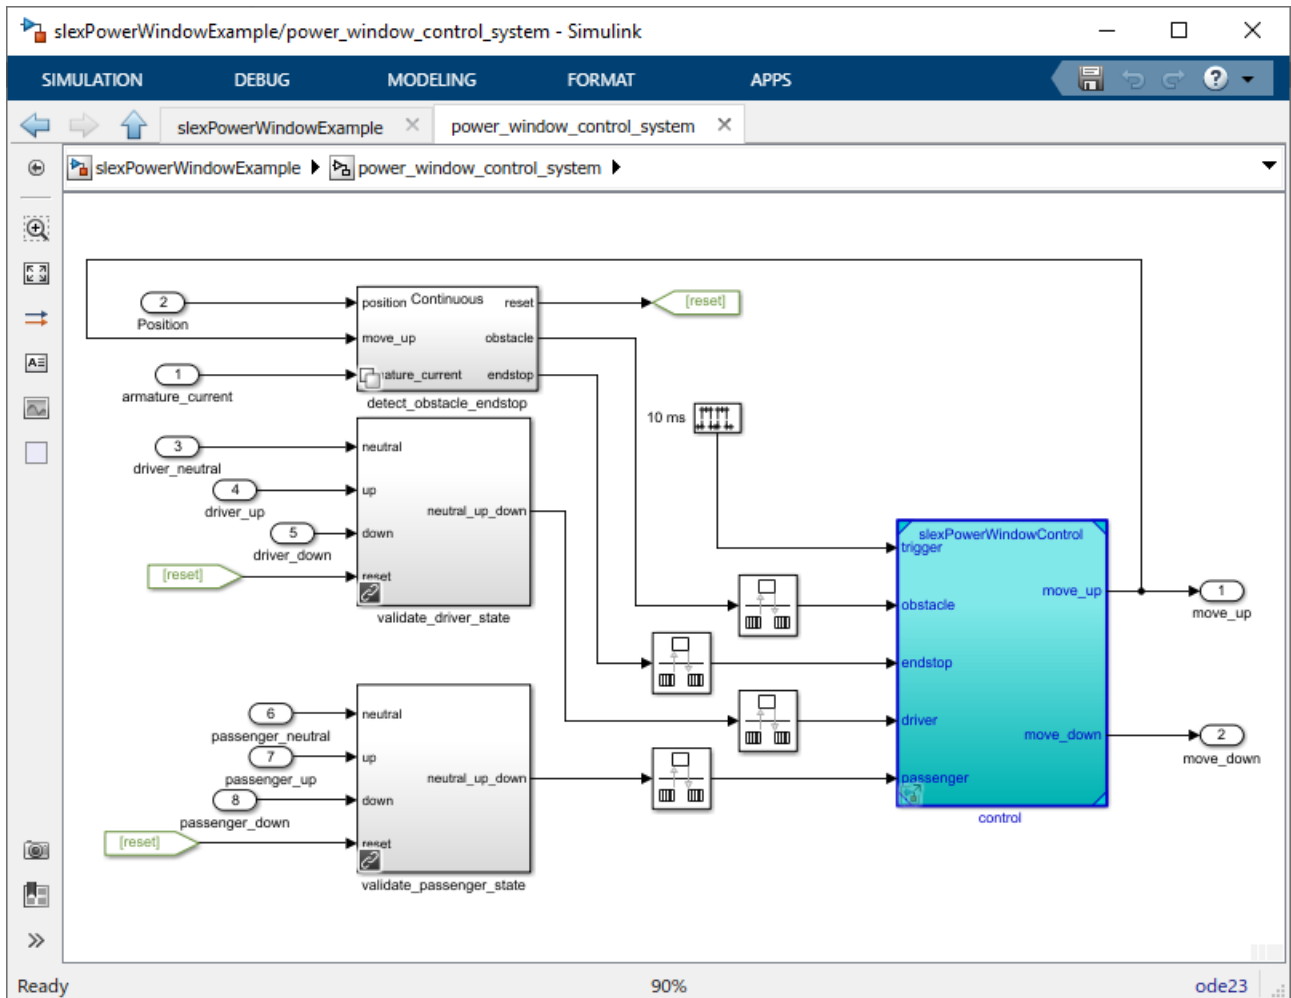 slexPowerWindowExample/power_window_control_system - Simulink
SIMULATION DEBUG MODELING FORMAT APPS
slexPowerWindowExample power_window_control_system
slexPowerWindowExample power_window_control_system
2
Position
1
armature_current
position Continuous reset
move_up obstacle
ature_current endstop
detect_obstacle_endstop
[reset]
10 ms
3
driver_neutral
4
driver_up
5
driver_down
[reset]
neutral
up
neutral_up_down
down
reset
validate_driver_state
6
passenger_neutral
7
passenger_up
8
passenger_down
[reset]
neutral
up
neutral_up_down
down
reset
validate_passenger_state
slexPowerWindowControl
trigger
move_up
obstacle
endstop
driver
move_down
passenger
control
1
move_up
2
move_down
Ready 90% ode23